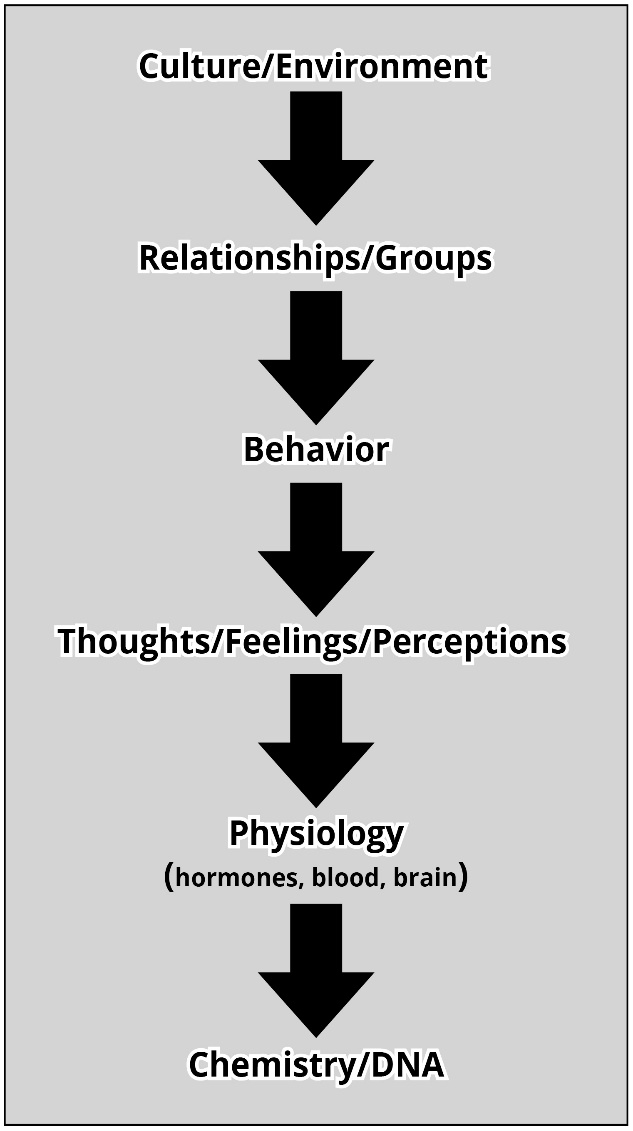 Culture/Environment
Relationships/Groups
Behavior
Thoughts/Feelings/Perceptions
Physiology
(hormones, blood, brain)
Chemistry/DNA